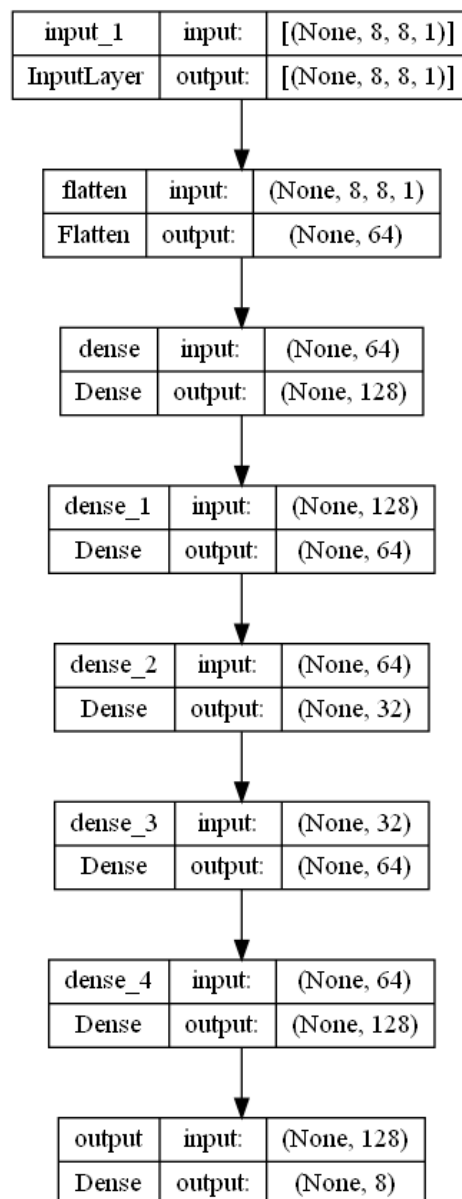 input_1 input: [(None, 8, 8, 1)]
InputLayer output: [(None, 8, 8, 1)]
flatten input: (None, 8, 8, 1)
Flatten output: (None, 64)
dense input: (None, 64)
Dense output: (None, 128)
dense_1 input: (None, 128)
Dense output: (None, 64)
dense_2 input: (None, 64)
Dense output: (None, 32)
dense_3 input: (None, 32)
Dense output: (None, 64)
dense_4 input: (None, 64)
Dense output: (None, 128)
output input: (None, 128)
Dense output: (None, 8)